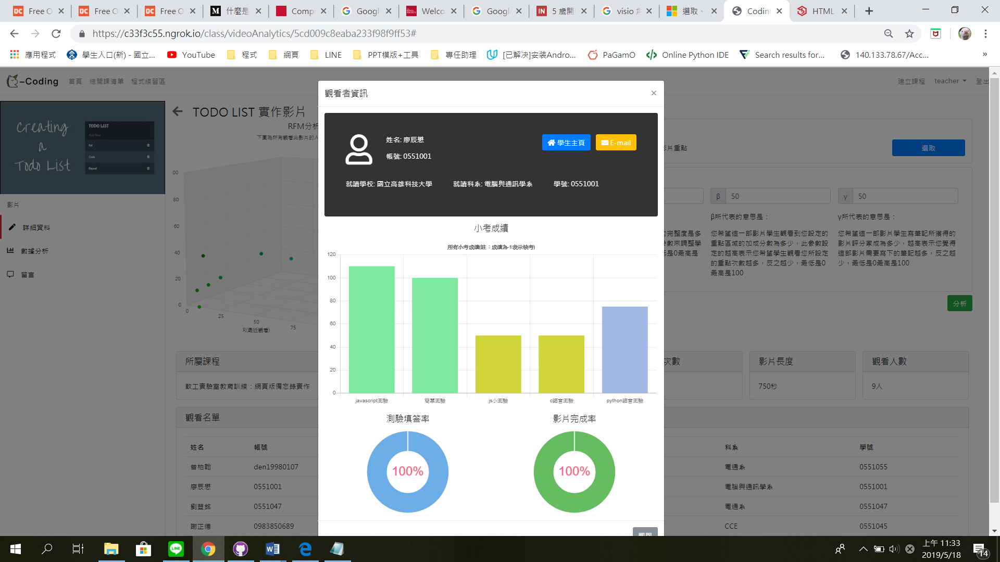 Free O
Free O
Free O
什麼是
Comp
Googl
Welco
Googl
5 歲開
visio 角
選取、
Codin
HTML
https://c33f3c55.ngrok.io/class/videoAnalytics/5cd009c8eaba233f98f9ff53#
應用程式
學生入口(新) - 國立...
YouTube
程式
網頁
LINE
PPT模版+工具
專任助理
[已解决]安装Andro...
PaGamO
Online Python IDE
Search results for...
140.133.78.67/Acc...
»
-Coding
首頁
總開課清單
程式練習區
建立課程
teacher
登出
Creating
a
Todo List
TODO LIST
Add New
Eat
Code
Repeat
影片
詳細資料
數據分析
留言
TODO LIST 實作影片
RFM分析
下圖為所有觀看此影片的人
00
80
60
40
20
0
0
25
50
75
R(最近觀看)
觀看者資訊
×
姓名: 廖辰懋
帳號: 0551001
學生主頁
E-mail
就讀學校: 國立高雄科技大學
就讀科系: 電腦與通訊學系
學號: 0551001
小考成績
所有小考成績(註：成績為-1表示缺考)
120
100
80
60
40
20
0
javascript測驗
簡單測驗
js小測驗
c語言測驗
python語言測驗
測驗填答率
影片完成率
100%
100%
關閉
影片重點
選取
β
50
γ
50
的完整度是多
參數來調整學
低是0最高是
β所代表的意思是：
您希望這一部影片學生觀看到您設定的
重點區域的加成分數為多少，此參數設
定的越高表示您希望學生觀看您所設定
的重點次數越多，反之越少，最低是0
最高是100
γ所代表的意思是：
您希望這一部影片學生寫筆記所獲得的
影片評分家成為多少，越高表示您覺得
這部影片需要寫下的筆記越多，反之越
少，最低是0最高是100
分析
所屬課程
軟工實驗室教育訓練：網頁版備忘錄實作
次數
影片長度
750秒
觀看人數
9人
觀看名單
姓名
帳號
科系
學號
曾柏翰
den19980107
電通系
0551055
廖辰懋
0551001
電腦與通訊學系
0551001
劉豐銘
0551047
電通系
0551047
謝正德
0983850689
CCE
0551045
上午 11:33
2019/5/18
14